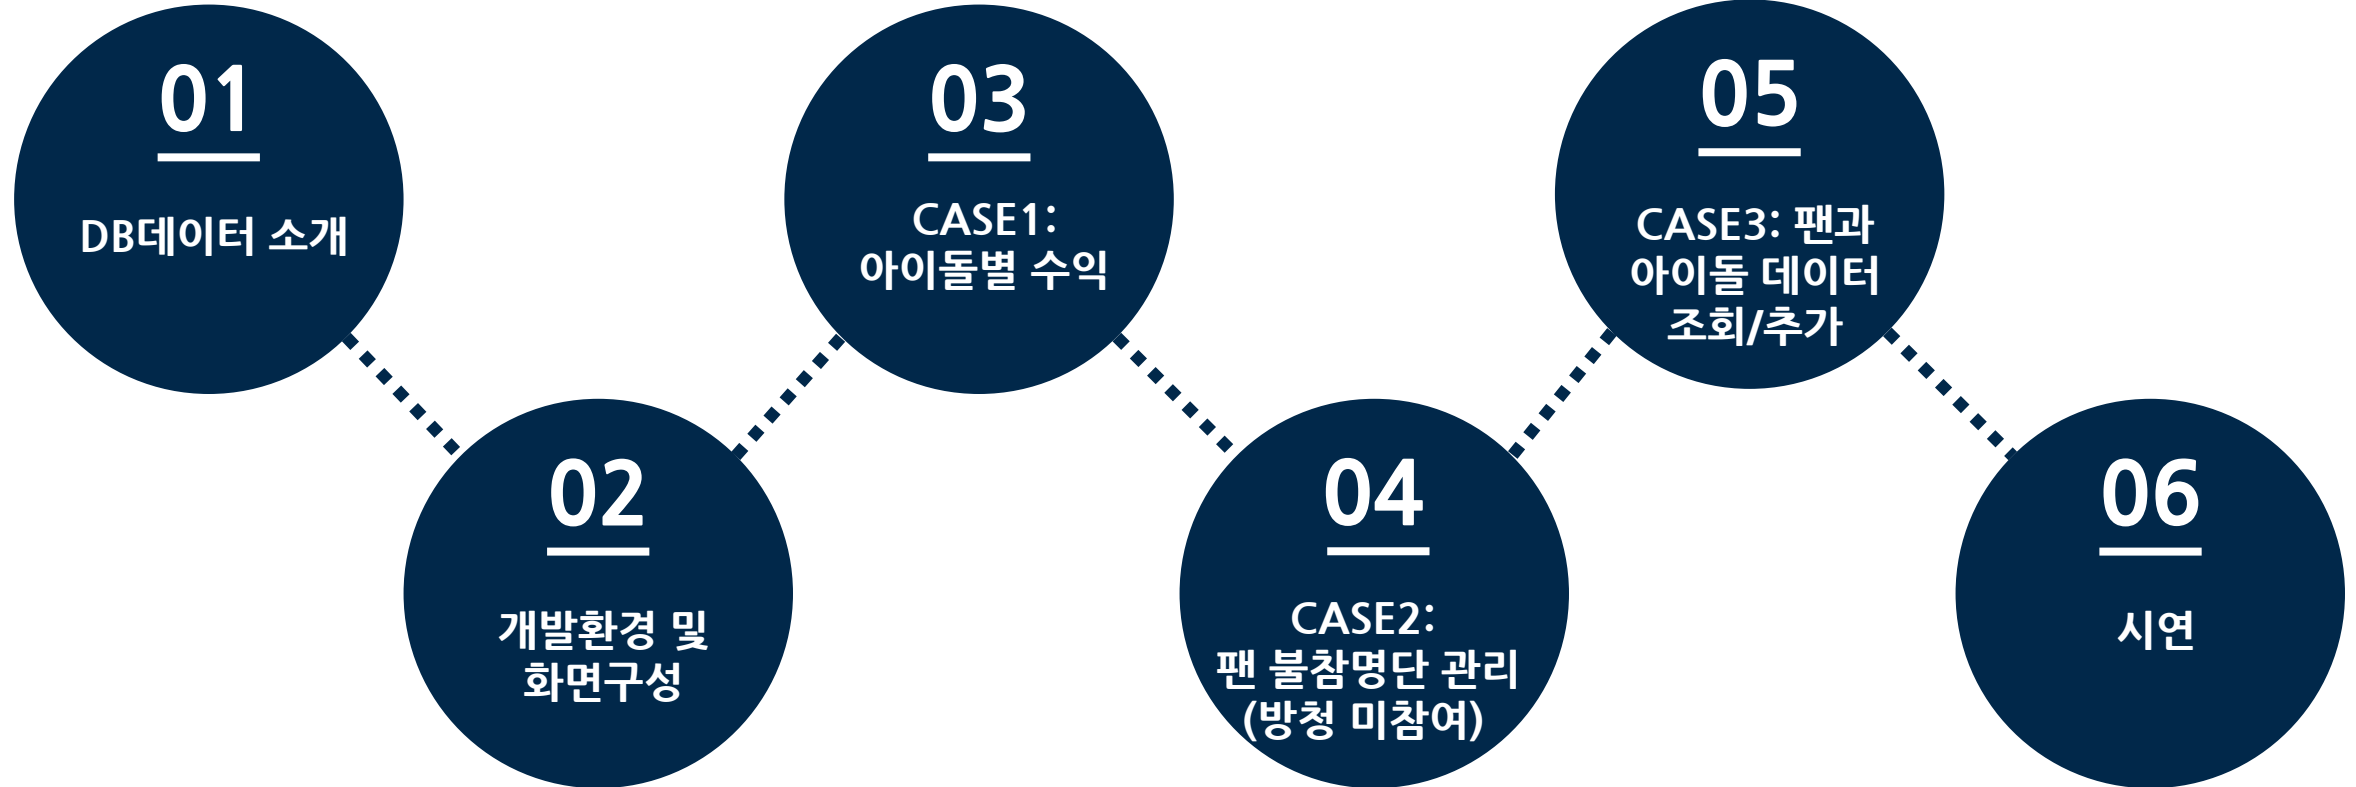 01
DB데이터 소개
02
개발환경 및
화면구성
03
CASE1:
아이돌별 수익
04
CASE2:
팬 불참명단 관리
(방청 미참여)
05
CASE3: 팬과
아이돌 데이터
조회/추가
06
시연